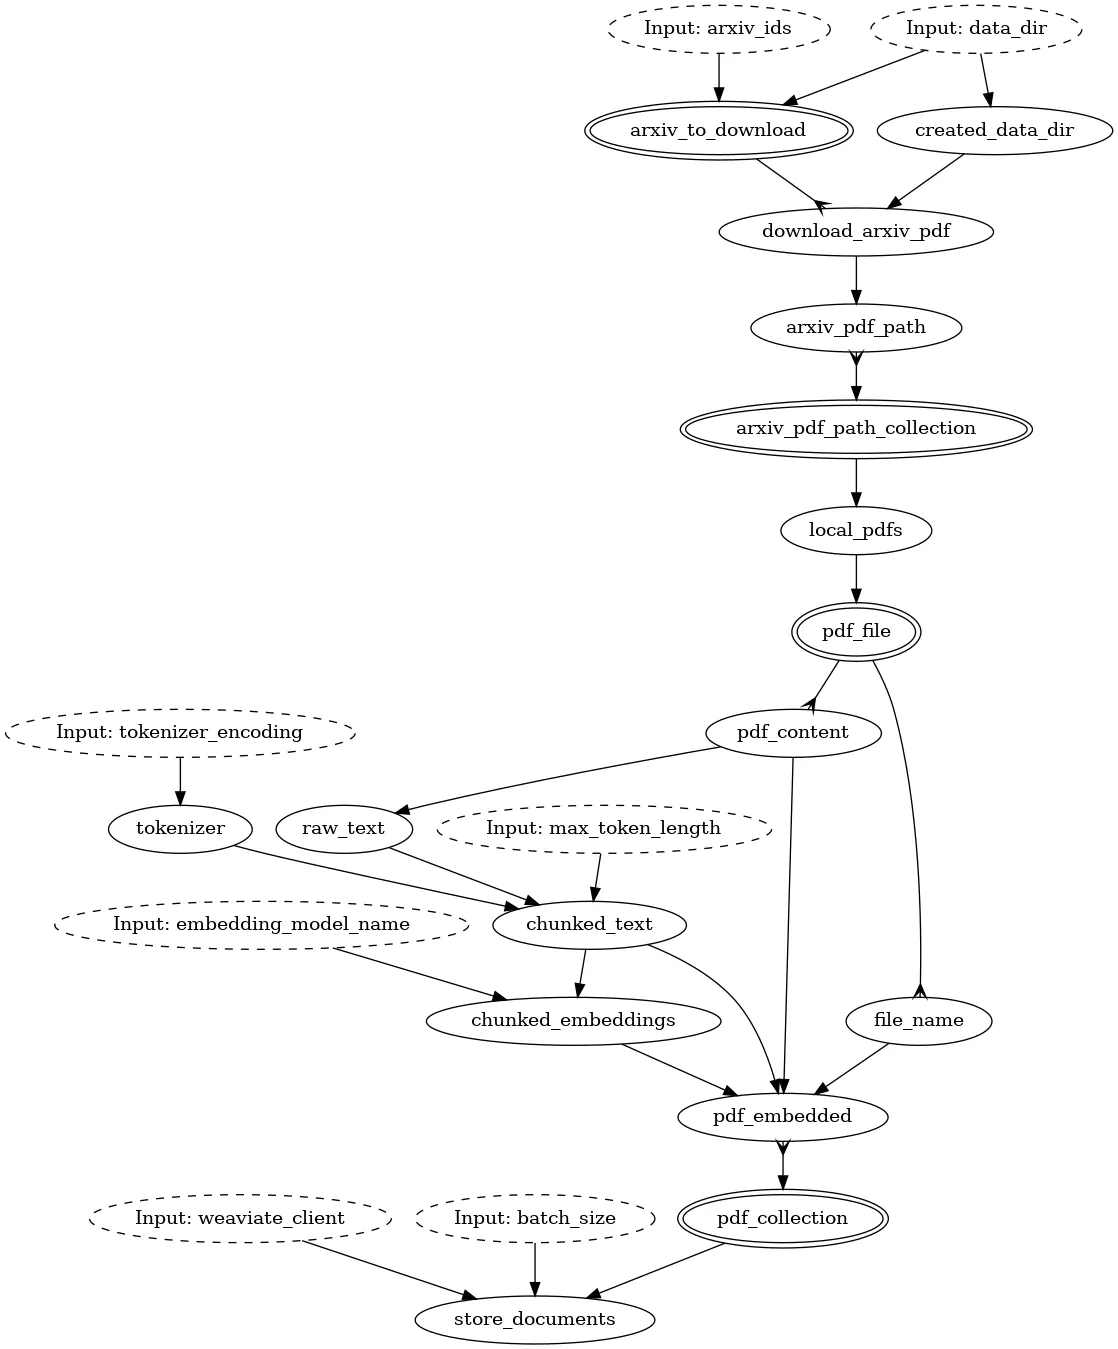 Input: arxiv_ids
Input: data_dir
arxiv_to_download
created_data_dir
download_arxiv_pdf
arxiv_pdf_path
arxiv_pdf_path_collection
local_pdfs
pdf_file
Input: tokenizer_encoding
pdf_content
tokenizer
raw_text
Input: max_token_length
Input: embedding_model_name
chunked_text
chunked_embeddings
file_name
pdf_embedded
Input: weaviate_client
Input: batch_size
pdf_collection
store_documents